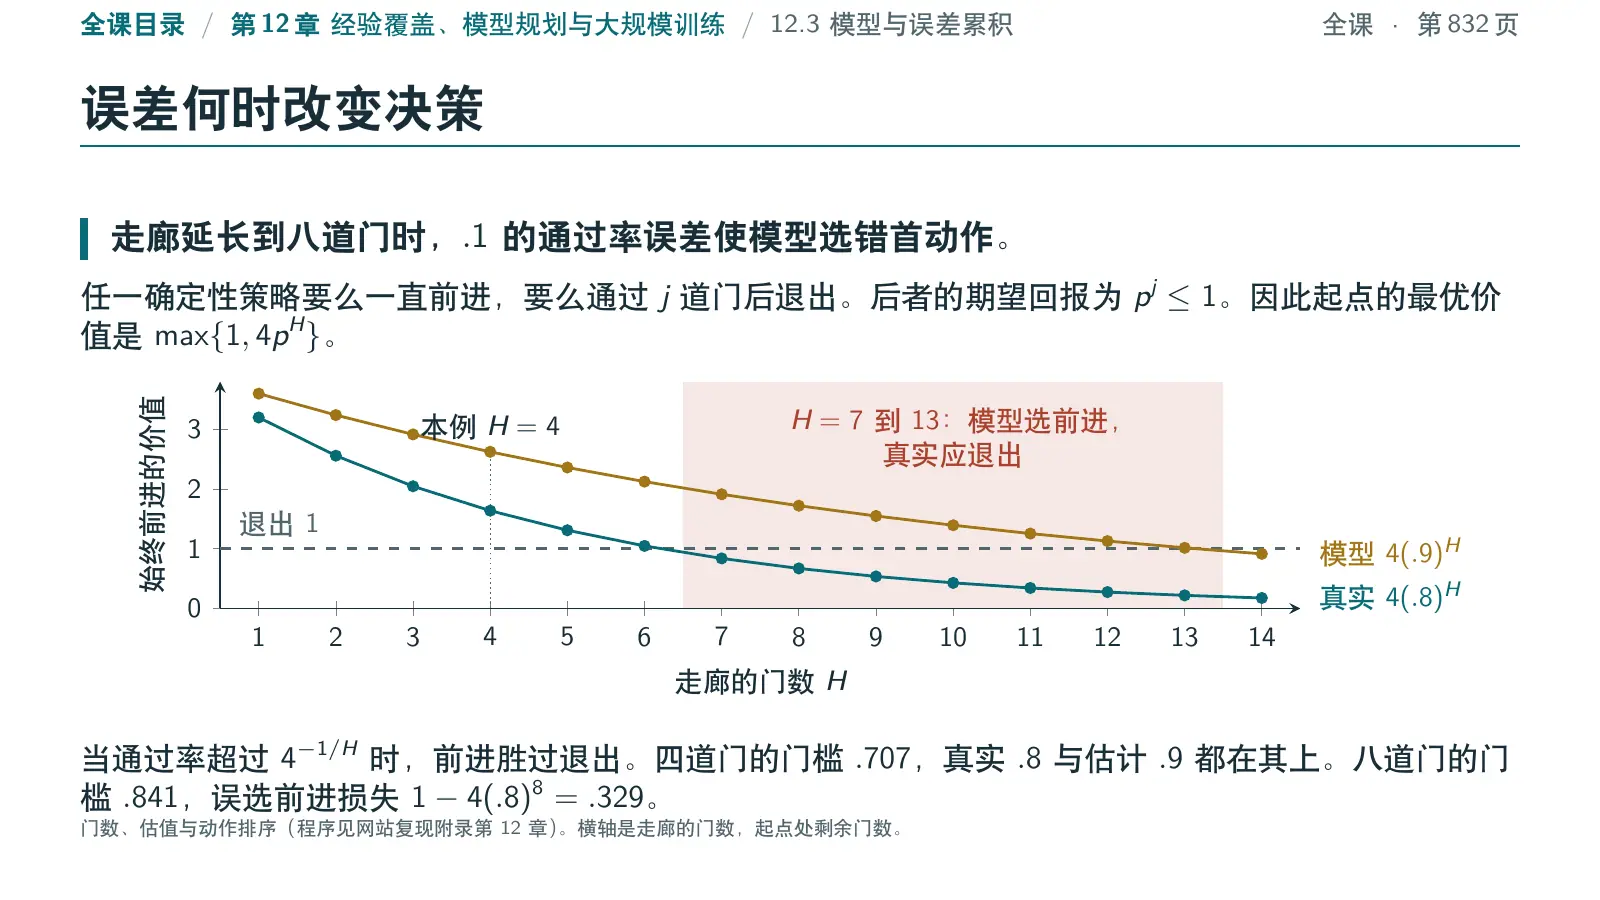 全课目录 / 第 12 章 经验覆盖、模型规划与大规模训练 / 12.3 模型与误差累积 全课 · 第 832 页
误差何时改变决策
走廊延长到八道门时，.1 的通过率误差使模型选错首动作。
任一确定性策略要么一直前进，要么通过 j 道门后退出。后者的期望回报为 p^j ≤ 1。因此起点的最优价
值是 max{1, 4p^H}。
始终前进的价值
3
2
1
0
本例 H = 4
退出 1
H = 7 到 13：模型选前进，
真实应退出
模型 4(.9)^H
真实 4(.8)^H
1 2 3 4 5 6 7 8 9 10 11 12 13 14
走廊的门数 H
当通过率超过 4^{−1/H} 时，前进胜过退出。四道门的门槛 .707，真实 .8 与估计 .9 都在其上。八道门的门
槛 .841，误选前进损失 1 − 4(.8)^8 = .329。
门数、估值与动作排序（程序见网站复现附录第 12 章）。横轴是走廊的门数，起点处剩余门数。